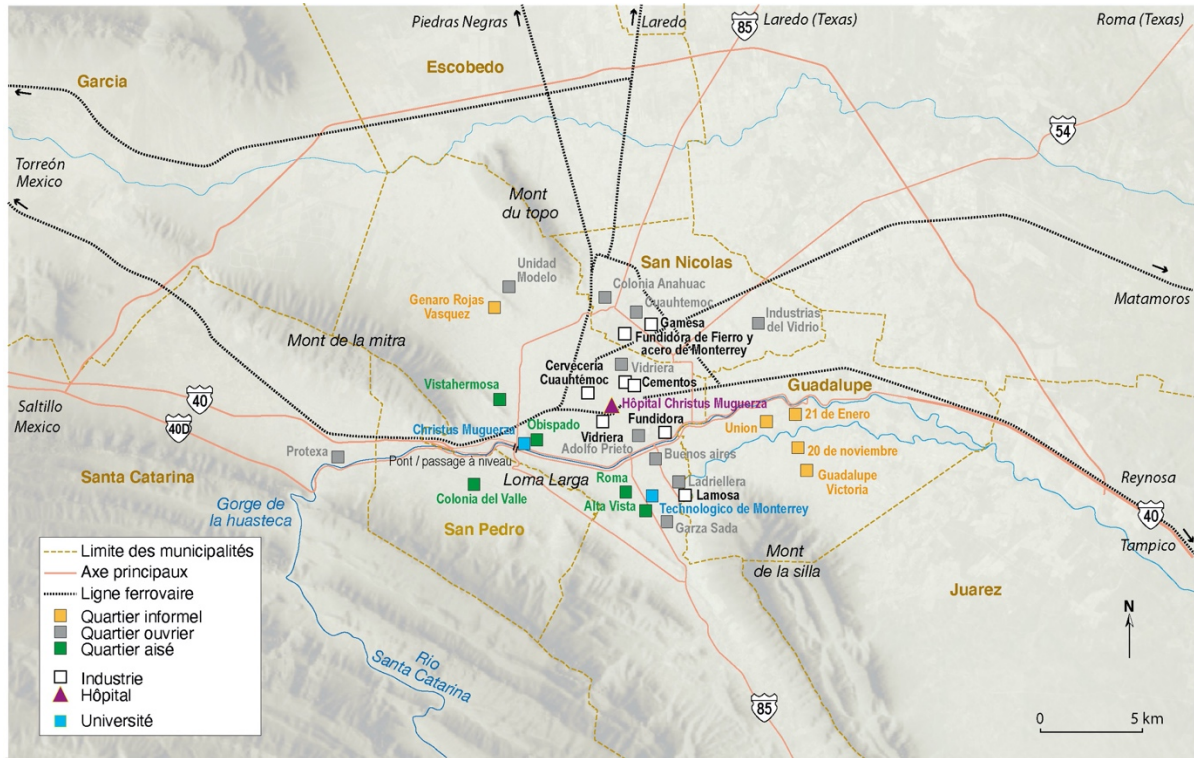 Piedras Negras
Laredo
85
Laredo (Texas)
Roma (Texas)
Garcia
Escobedo
54
Torreón
Mexico
Mont
du topo
San Nicolas
Unidad
Modelo
Colonia Anahuac
Matamoros
Genaro Rojas
Vasquez
Cuauhtemoc
Gamesa
Industrias
del Vidrio
Fundidora de Fierro y
acero de Monterrey
Mont de la mitra
Cervecería
Cuauhtémoc
Vidriera
Cementos
Guadalupe
Vistahermosa
Saltillo
Mexico
40
40D
Hôpital Christus Muguerza
21 de Enero
Christus Muguerza
Obispado
Fundidora
Union
Vidriera
Adolfo Prieto
Protexa
Pont / passage à niveau
Buenos aires
20 de noviembre
Santa Catarina
Loma Larga
Roma
Ladriellera
Guadalupe
Victoria
Reynosa
Colonia del Valle
Alta Vista
Lamosa
Technologico de Monterrey
Gorge de
la huasteca
San Pedro
Garza Sada
40
Tampico
Mont
de la silla
Juarez
Limite des municipalités
Axe principaux
Ligne ferrovaire
Quartier informel
Quartier ouvrier
Quartier aisé
Industrie
Hôpital
Université
Rio
Santa Catarina
85
N
0 5 km